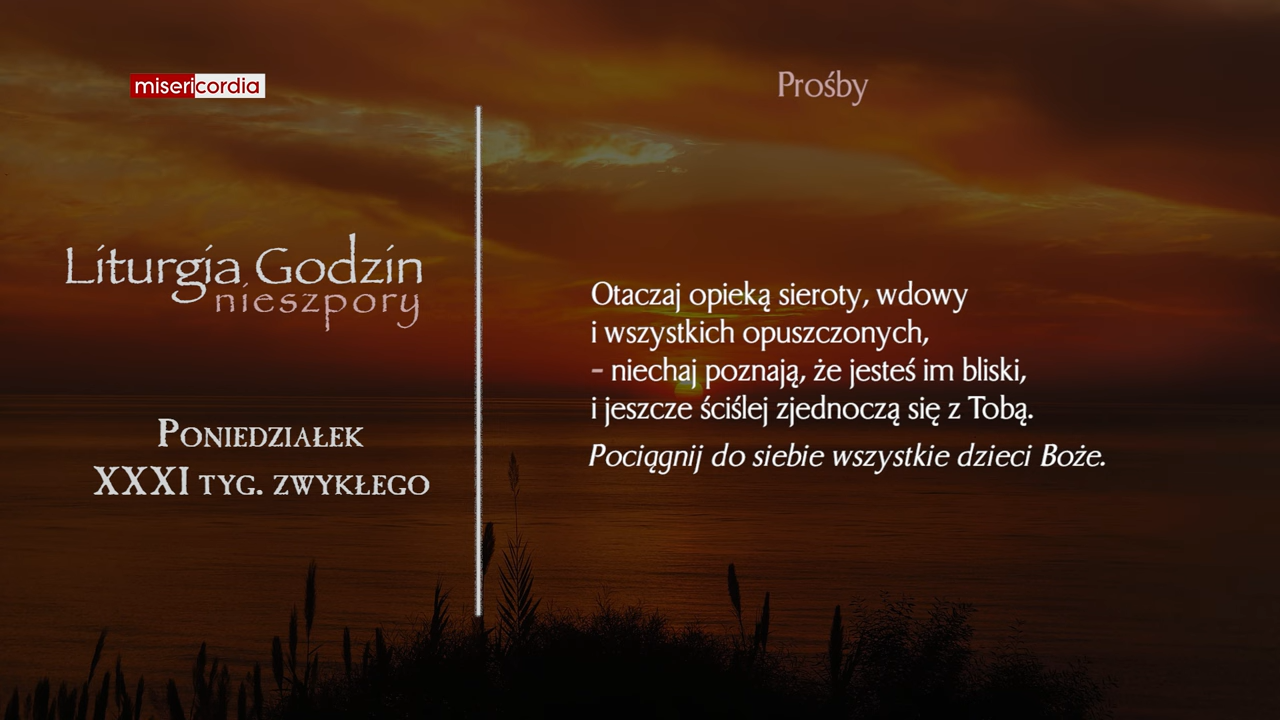 misericordia
Prośby
Liturgia Godzin
nieszpory
Poniedziałek
XXXI tyg. zwykłego
Otaczaj opieką sieroty, wdowy
i wszystkich opuszczonych,
– niechaj poznają, że jesteś im bliski,
i jeszcze ściślej zjednoczą się z Tobą.
Pociągnij do siebie wszystkie dzieci Boże.